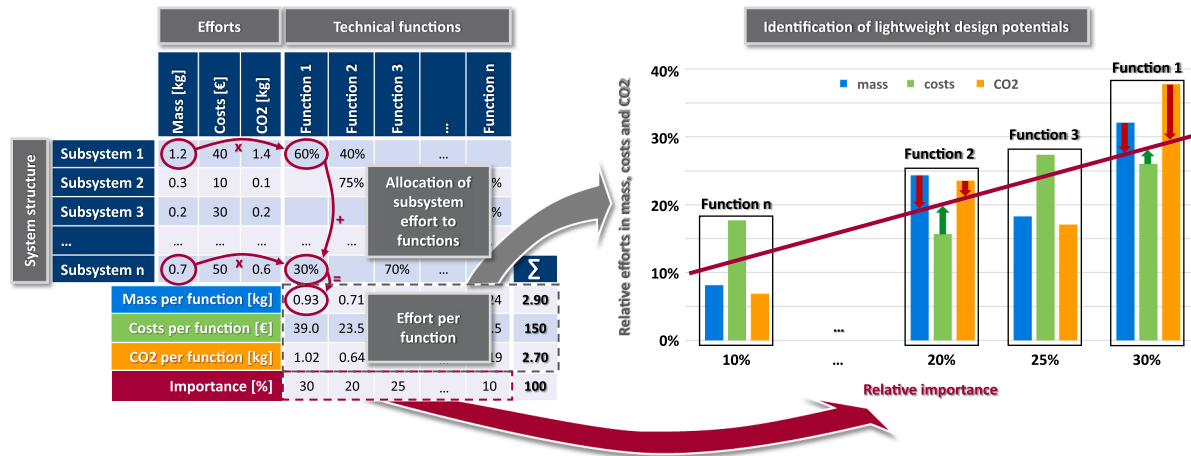 Efforts Technical functions
Mass [kg] Costs [€] CO2 [kg] Function 1 Function 2 Function 3 ... Function n
System structure
Subsystem 1 1.2 x 40 1.4 60% 40% ...
Subsystem 2 0.3 10 0.1 75%
Subsystem 3 0.2 30 0.2
... ... ... ... ... ...
Subsystem n 0.7 x 50 0.6 30% 70% ... Σ
+
=
Allocation of
subsystem
effort to
functions
Mass per function [kg] 0.93 0.71 24 2.90
Costs per function [€] 39.0 23.5 .5 150
CO2 per function [kg] 1.02 0.64 19 2.70
Importance [%] 30 20 25 ... 10 100
Effort per
function
Identification of lightweight design potentials
Relative efforts in mass, costs and CO2
40%
30%
20%
10%
0%
mass costs CO2
Function n
Function 2
Function 3
Function 1
...
10% ... 20% 25% 30%
Relative importance